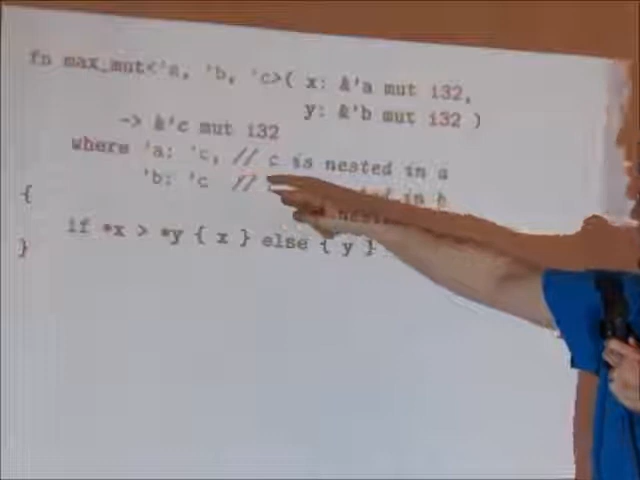 fn max_mut<'a, 'b, 'c>( x: &'a mut i32,
y: &'b mut i32 )
-> &'c mut i32
where 'a: 'c, // c is nested in a
'b: 'c //
{
if *x > *y { x } else { y }
}